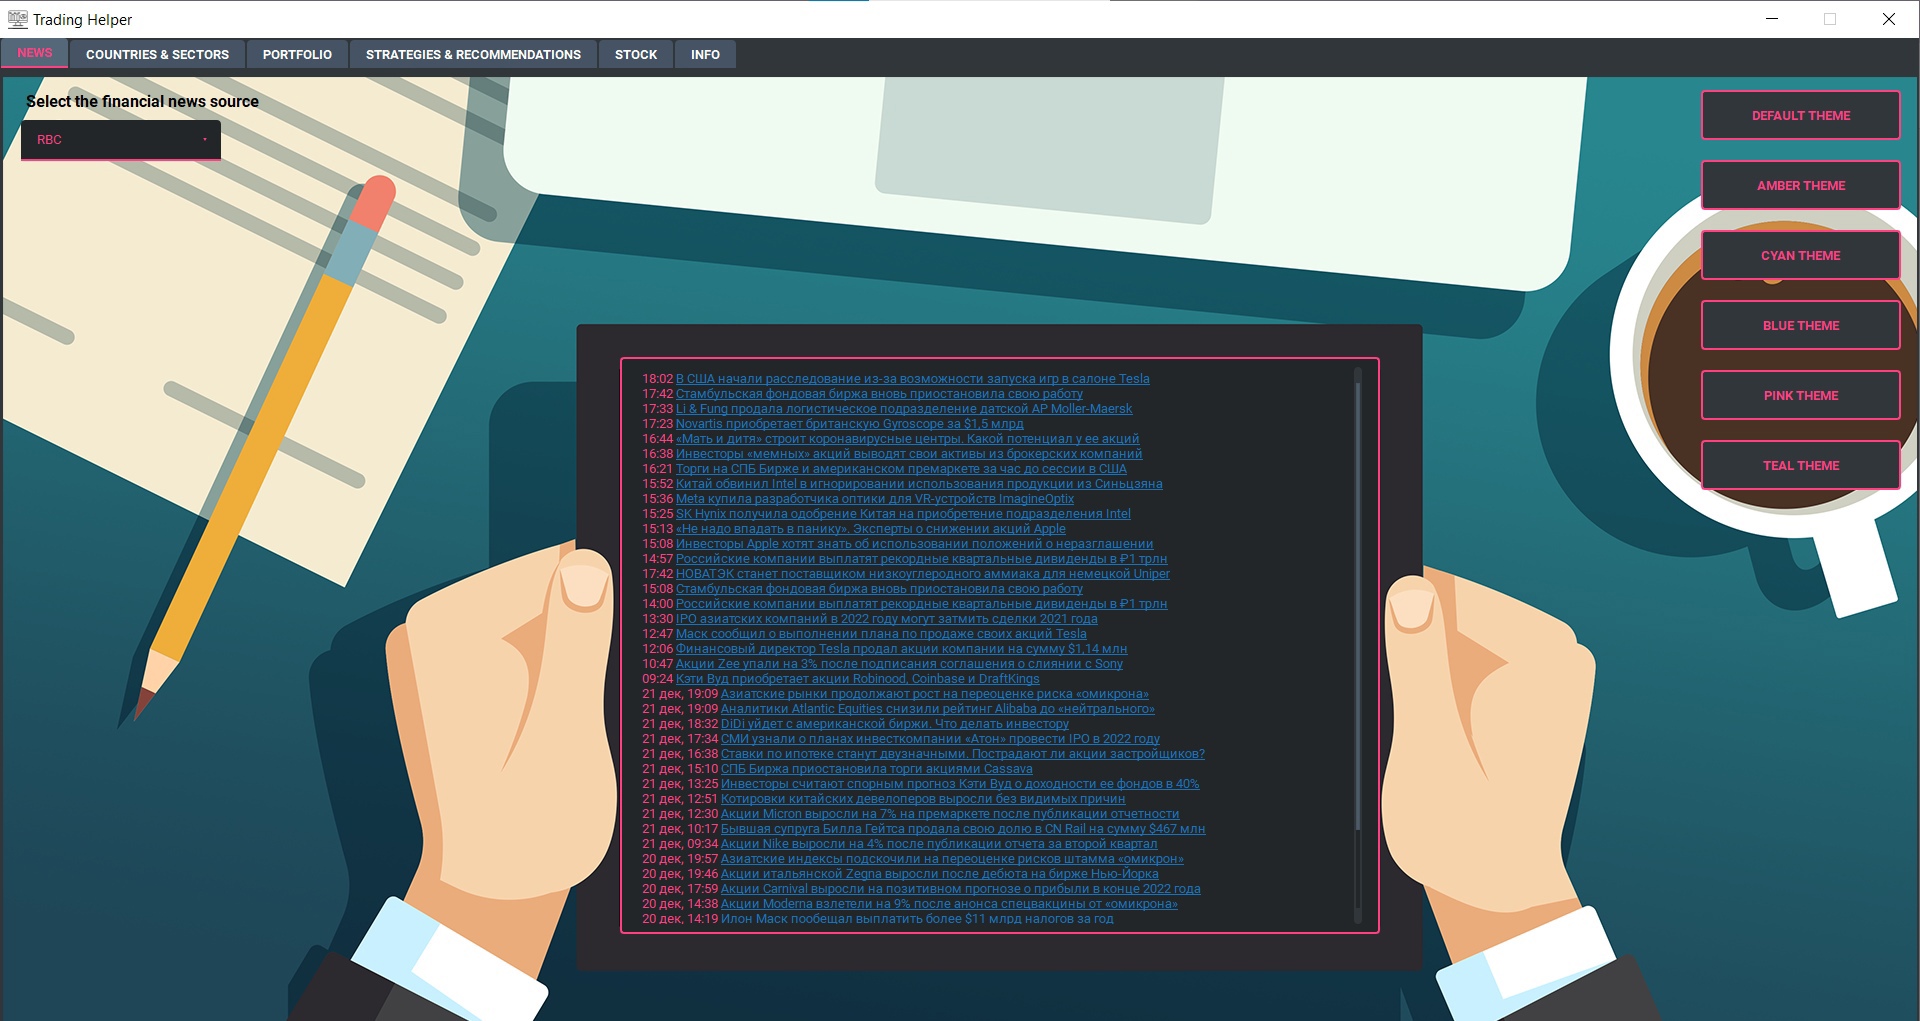 Trading Helper
NEWS COUNTRIES & SECTORS PORTFOLIO STRATEGIES & RECOMMENDATIONS STOCK INFO
Select the financial news source
RBC
DEFAULT THEME
AMBER THEME
CYAN THEME
BLUE THEME
PINK THEME
TEAL THEME
18:02 В США начали расследование из-за возможности запуска игр в салоне Tesla
17:42 Стамбульская фондовая биржа вновь приостановила свою работу
17:33 Li & Fung продала логистическое подразделение датской AP Moller-Maersk
17:23 Novartis приобретает британскую Gyroscope за $1,5 млрд
16:44 «Мать и дитя» строит коронавирусные центры. Какой потенциал у ее акций
16:38 Инвесторы «мемных» акций выводят свои активы из брокерских компаний
16:21 Торги на СПБ Бирже и американском премаркете за час до сессии в США
15:52 Китай обвинил Intel в игнорировании использования продукции из Синьцзяна
15:36 Meta купила разработчика оптики для VR-устройств ImagineOptix
15:25 SK Hynix получила одобрение Китая на приобретение подразделения Intel
15:13 «Не надо впадать в панику». Эксперты о снижении акций Apple
15:08 Инвесторы Apple хотят знать об использовании положений о неразглашении
14:57 Российские компании выплатят рекордные квартальные дивиденды в ₽1 трлн
17:42 НОВАТЭК станет поставщиком низкоуглеродного аммиака для немецкой Uniper
15:08 Стамбульская фондовая биржа вновь приостановила свою работу
14:00 Российские компании выплатят рекордные квартальные дивиденды в ₽1 трлн
13:30 IPO азиатских компаний в 2022 году могут затмить сделки 2021 года
12:47 Маск сообщил о выполнении плана по продаже своих акций Tesla
12:06 Финансовый директор Tesla продал акции компании на сумму $1,14 млн
10:47 Акции Zee упали на 3% после подписания соглашения о слиянии с Sony
09:24 Кэти Вуд приобретает акции Robinood, Coinbase и DraftKings
21 дек, 19:09 Азиатские рынки продолжают рост на переоценке риска «омикрона»
21 дек, 19:09 Аналитики Atlantic Equities снизили рейтинг Alibaba до «нейтрального»
21 дек, 18:32 DiDi уйдет с американской биржи. Что делать инвестору
21 дек, 17:34 СМИ узнали о планах инвесткомпании «Атон» провести IPO в 2022 году
21 дек, 16:38 Ставки по ипотеке станут двузначными. Пострадают ли акции застройщиков?
21 дек, 15:10 СПБ Биржа приостановила торги акциями Cassava
21 дек, 13:25 Инвесторы считают спорным прогноз Кэти Вуд о доходности ее фондов в 40%
21 дек, 12:51 Котировки китайских девелоперов выросли без видимых причин
21 дек, 12:30 Акции Micron выросли на 7% на премаркете после публикации отчетности
21 дек, 10:17 Бывшая супруга Билла Гейтса продала свою долю в CN Rail на сумму $467 млн
21 дек, 09:34 Акции Nike выросли на 4% после публикации отчета за второй квартал
20 дек, 19:57 Азиатские индексы подскочили на переоценке рисков штамма «омикрон»
20 дек, 19:46 Акции итальянской Zegna выросли после дебюта на бирже Нью-Йорка
20 дек, 17:59 Акции Carnival выросли на позитивном прогнозе о прибыли в конце 2022 года
20 дек, 14:38 Акции Moderna взлетели на 9% после анонса спецвакцины от «омикрона»
20 дек, 14:19 Илон Маск пообещал выплатить более $11 млрд налогов за год